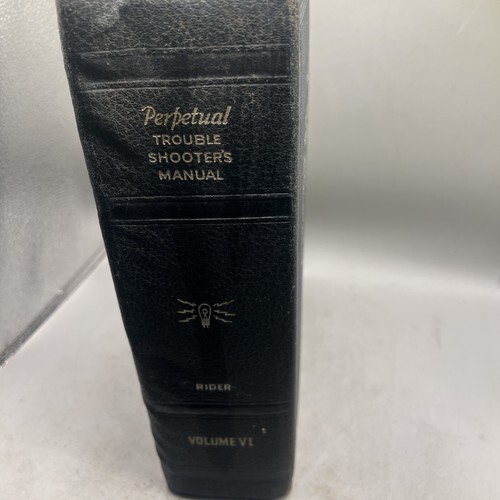 Perpetual
TROUBLE
SHOOTER'S
MANUAL
RIDER
VOLUME VI